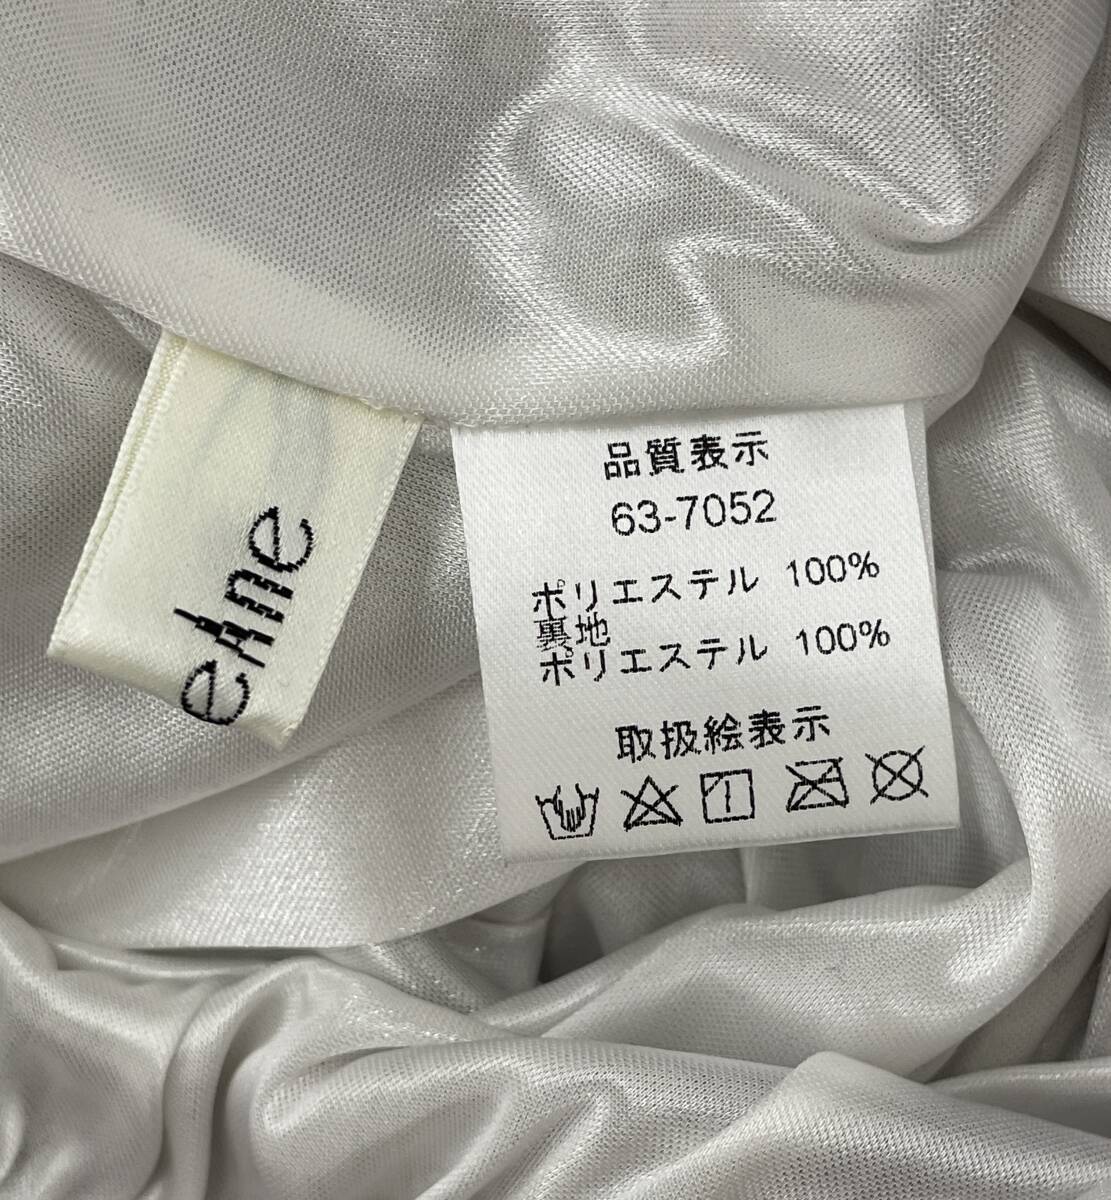 品質表示
63-7052
ポリエステル 100%
裏地
ポリエステル 100%
取扱絵表示